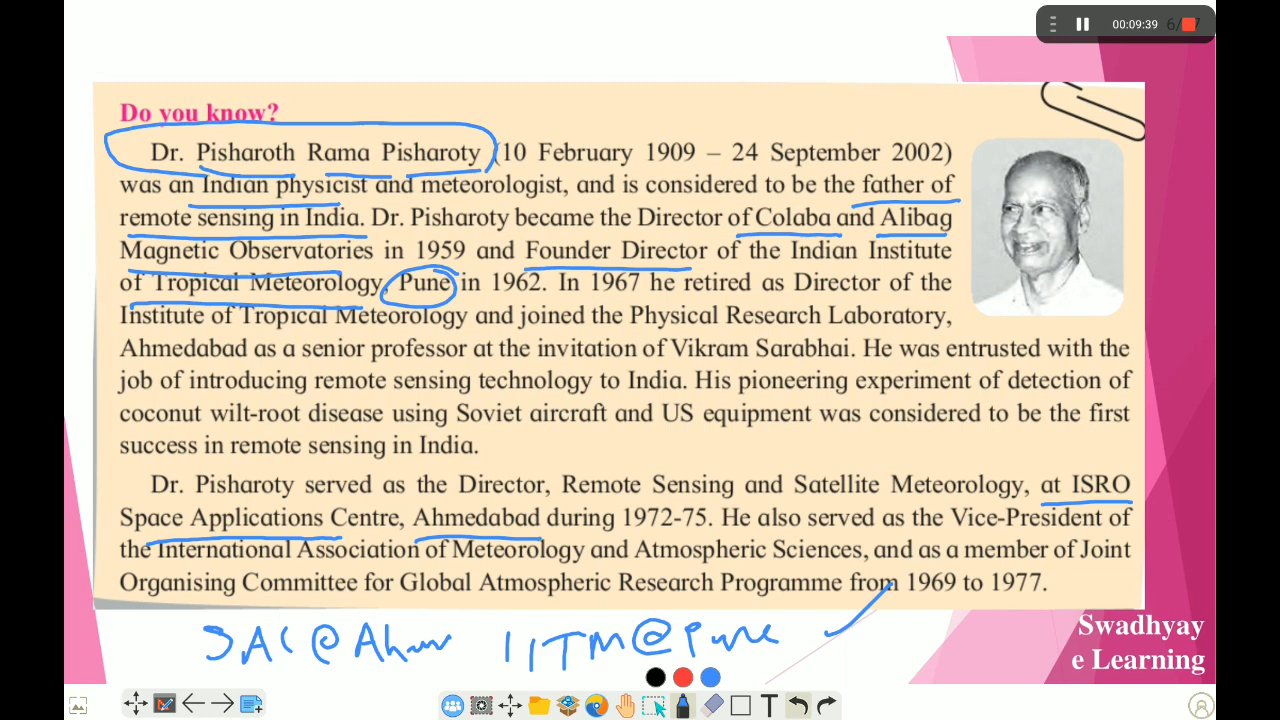 00:09:39 6/
Do you know?
Dr. Pisharoth Rama Pisharoty (10 February 1909 – 24 September 2002)
was an Indian physicist and meteorologist, and is considered to be the father of
remote sensing in India. Dr. Pisharoty became the Director of Colaba and Alibag
Magnetic Observatories in 1959 and Founder Director of the Indian Institute
of Tropical Meteorology, Pune in 1962. In 1967 he retired as Director of the
Institute of Tropical Meteorology and joined the Physical Research Laboratory,
Ahmedabad as a senior professor at the invitation of Vikram Sarabhai. He was entrusted with the
job of introducing remote sensing technology to India. His pioneering experiment of detection of
coconut wilt-root disease using Soviet aircraft and US equipment was considered to be the first
success in remote sensing in India.
Dr. Pisharoty served as the Director, Remote Sensing and Satellite Meteorology, at ISRO
Space Applications Centre, Ahmedabad during 1972-75. He also served as the Vice-President of
the International Association of Meteorology and Atmospheric Sciences, and as a member of Joint
Organising Committee for Global Atmospheric Research Programme from 1969 to 1977.
SAC @ Ahm IITM @ Pune
Swadhyay
e Learning